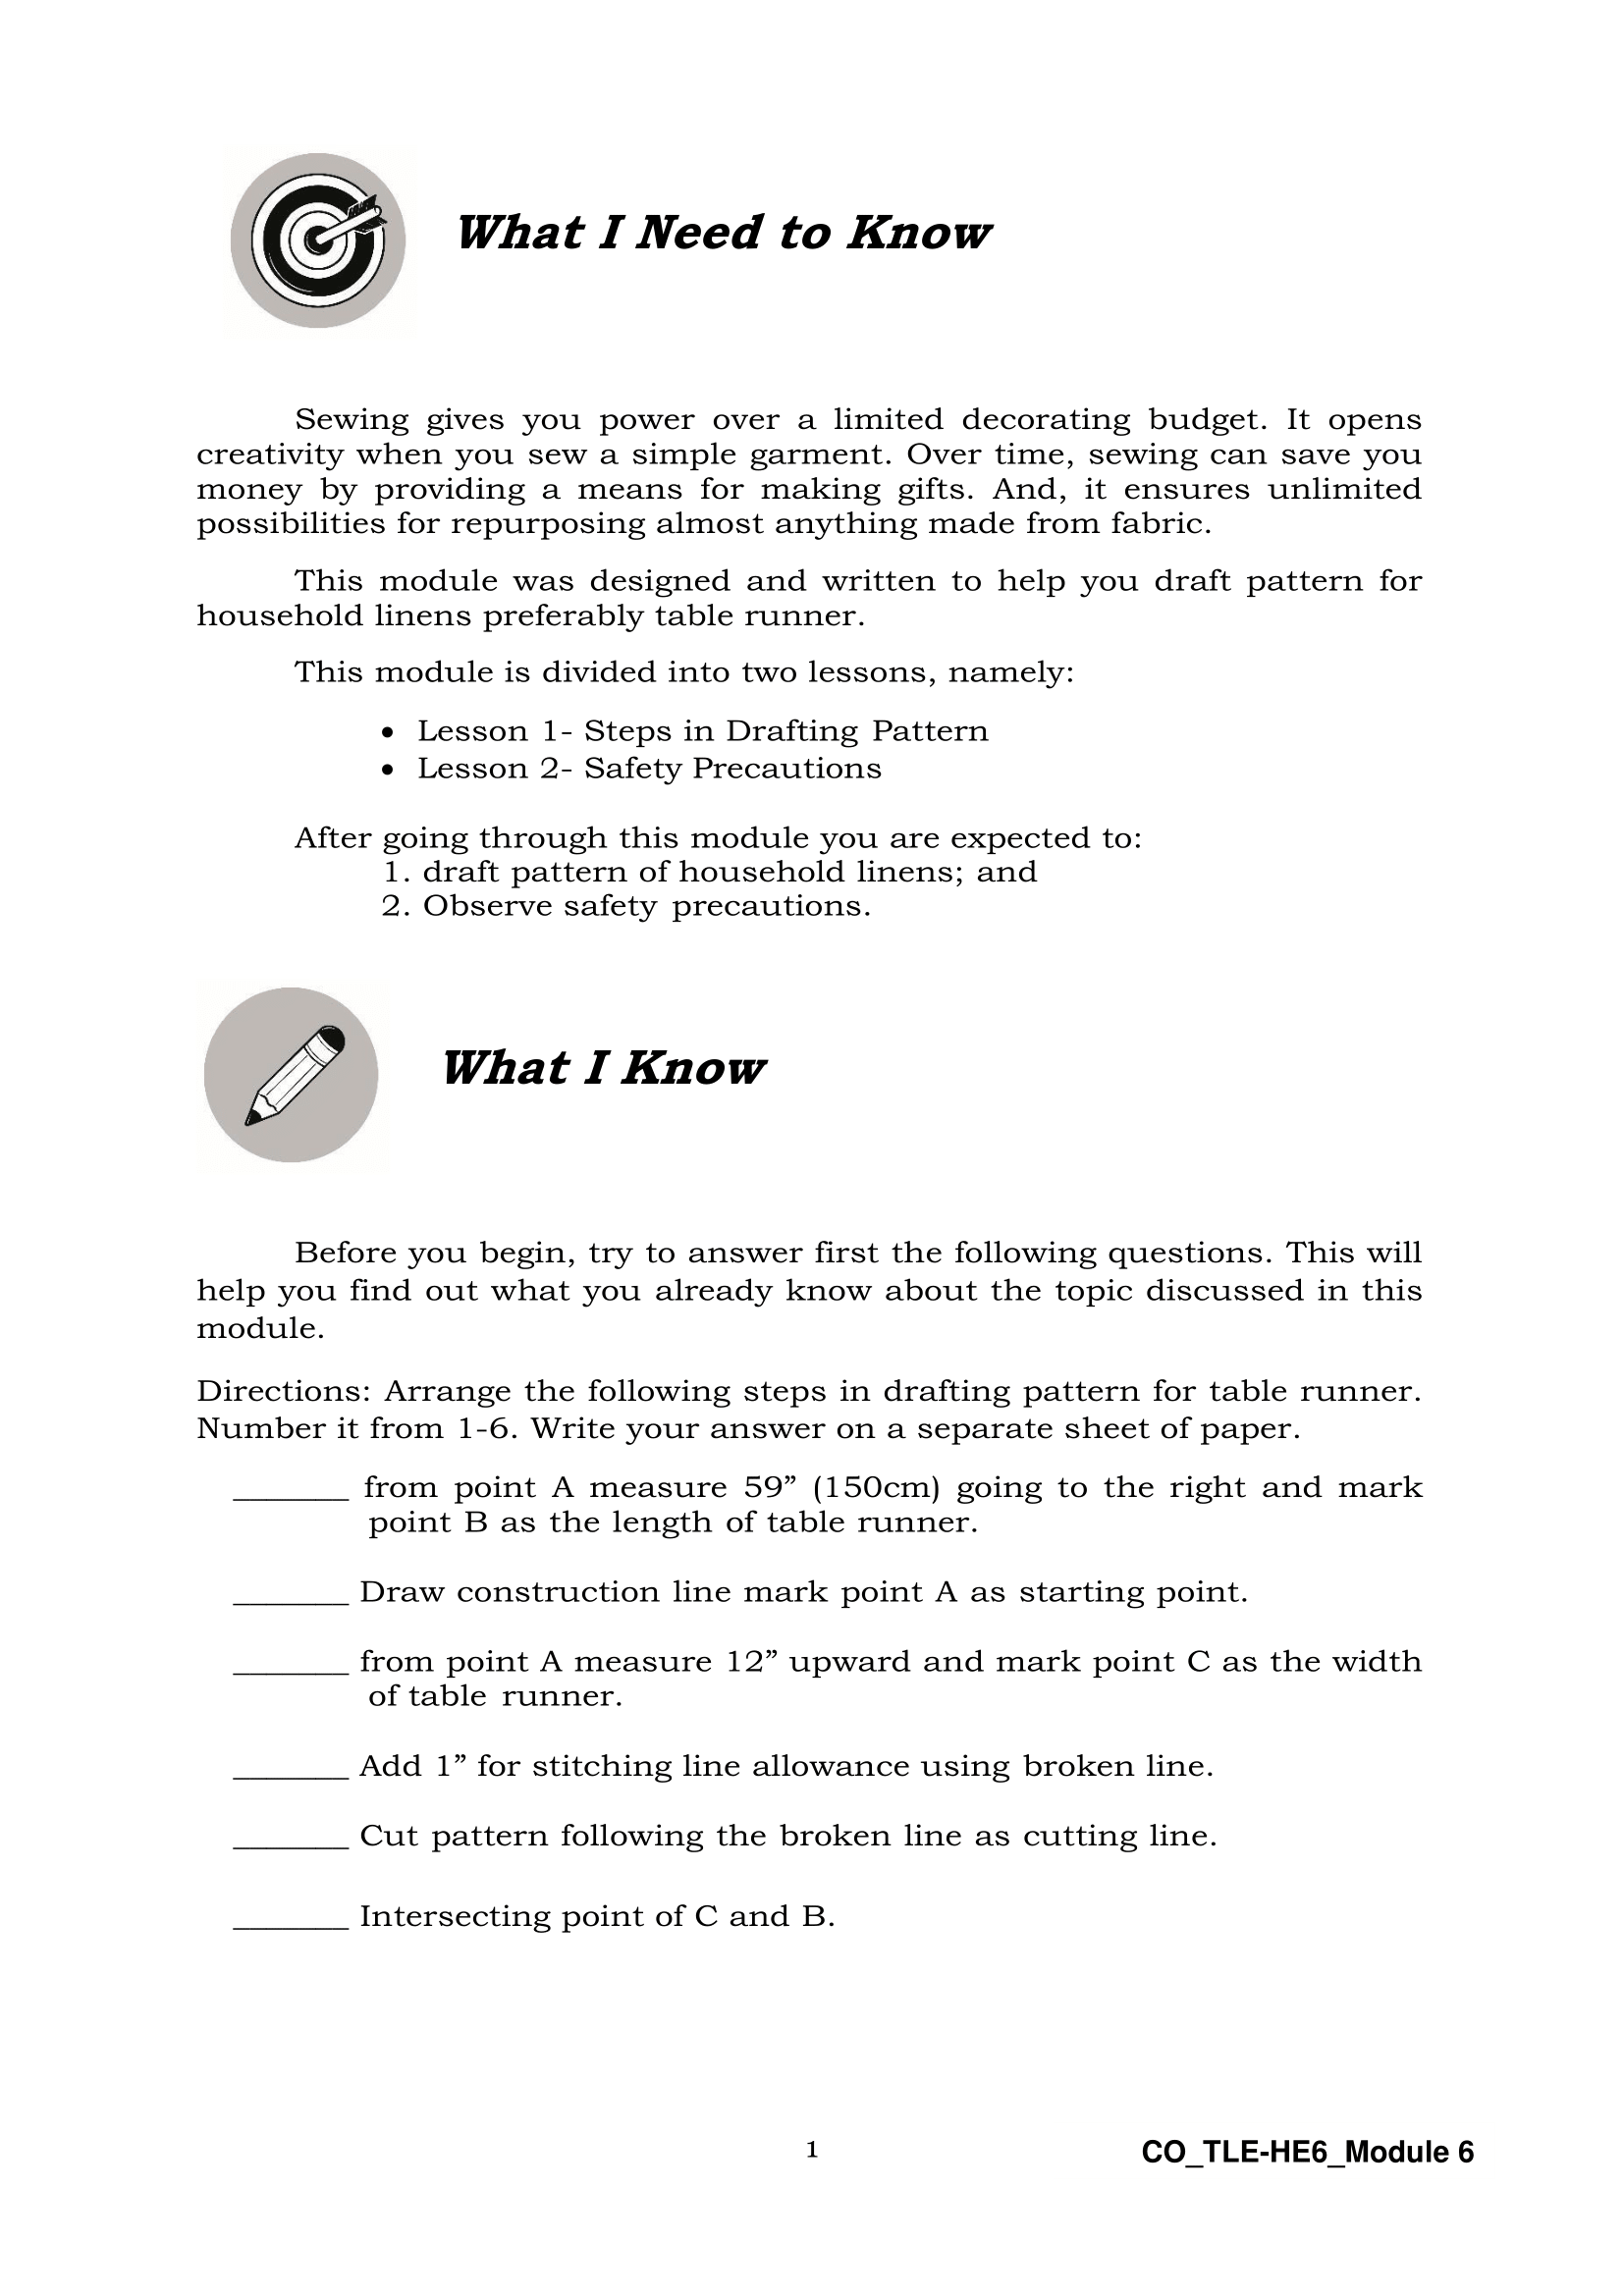 What I Need to Know
Sewing gives you power over a limited decorating budget. It opens
creativity when you sew a simple garment. Over time, sewing can save you
money by providing a means for making gifts. And, it ensures unlimited
possibilities for repurposing almost anything made from fabric.
This module was designed and written to help you draft pattern for
household linens preferably table runner.
This module is divided into two lessons, namely:
• Lesson 1- Steps in Drafting Pattern
• Lesson 2- Safety Precautions
After going through this module you are expected to:
1. draft pattern of household linens; and
2. Observe safety precautions.
What I Know
Before you begin, try to answer first the following questions. This will
help you find out what you already know about the topic discussed in this
module.
Directions: Arrange the following steps in drafting pattern for table runner.
Number it from 1-6. Write your answer on a separate sheet of paper.
_______ from point A measure 59” (150cm) going to the right and mark
point B as the length of table runner.
_______ Draw construction line mark point A as starting point.
_______ from point A measure 12” upward and mark point C as the width
of table runner.
_______ Add 1” for stitching line allowance using broken line.
_______ Cut pattern following the broken line as cutting line.
_______ Intersecting point of C and B.
1
CO_TLE-HE6_Module 6